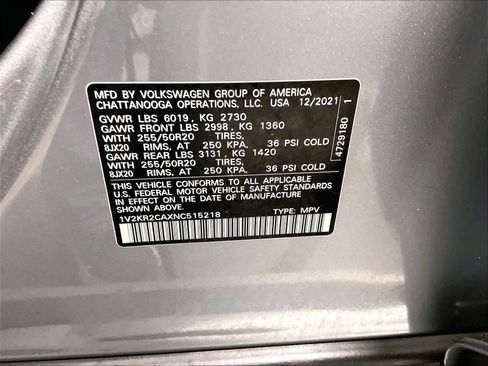 MFD BY VOLKSWAGEN GROUP OF AMERICA
CHATTANOOGA OPERATIONS, LLC. USA 12/2021
GVWR LBS 6019, KG 2730
GAWR FRONT LBS 2998, KG 1360
WITH 255/50R20 TIRES,
8JX20 RIMS, AT 250 KPA. 36 PSI COLD
GAWR REAR LBS 3131, KG 1420
WITH 255/50R20 TIRES,
8JX20 RIMS, AT 250 KPA. 36 PSI COLD
THIS VEHICLE CONFORMS TO ALL APPLICABLE
U.S. FEDERAL MOTOR VEHICLE SAFETY STANDARDS
IN EFFECT ON THE DATE OF MANUFACTURE
SHOWN ABOVE.
1V2KR2CAXNC515218 TYPE: MPV
4729180 1